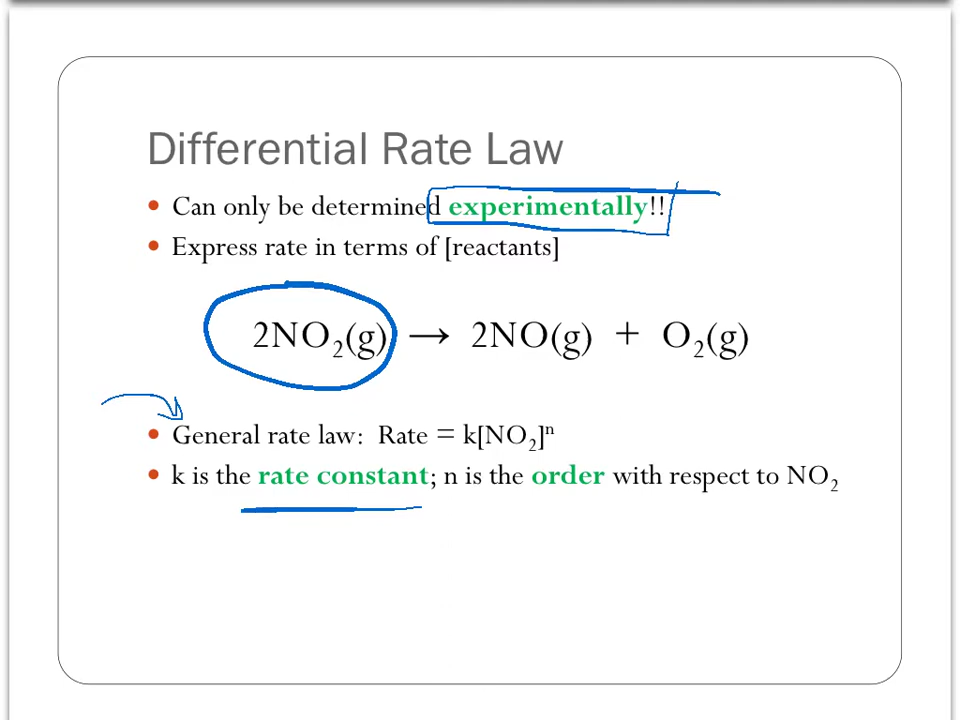 Differential Rate Law
• Can only be determined experimentally!!
• Express rate in terms of [reactants]
2NO₂(g) → 2NO(g) + O₂(g)
• General rate law: Rate = k[NO₂]ⁿ
• k is the rate constant; n is the order with respect to NO₂